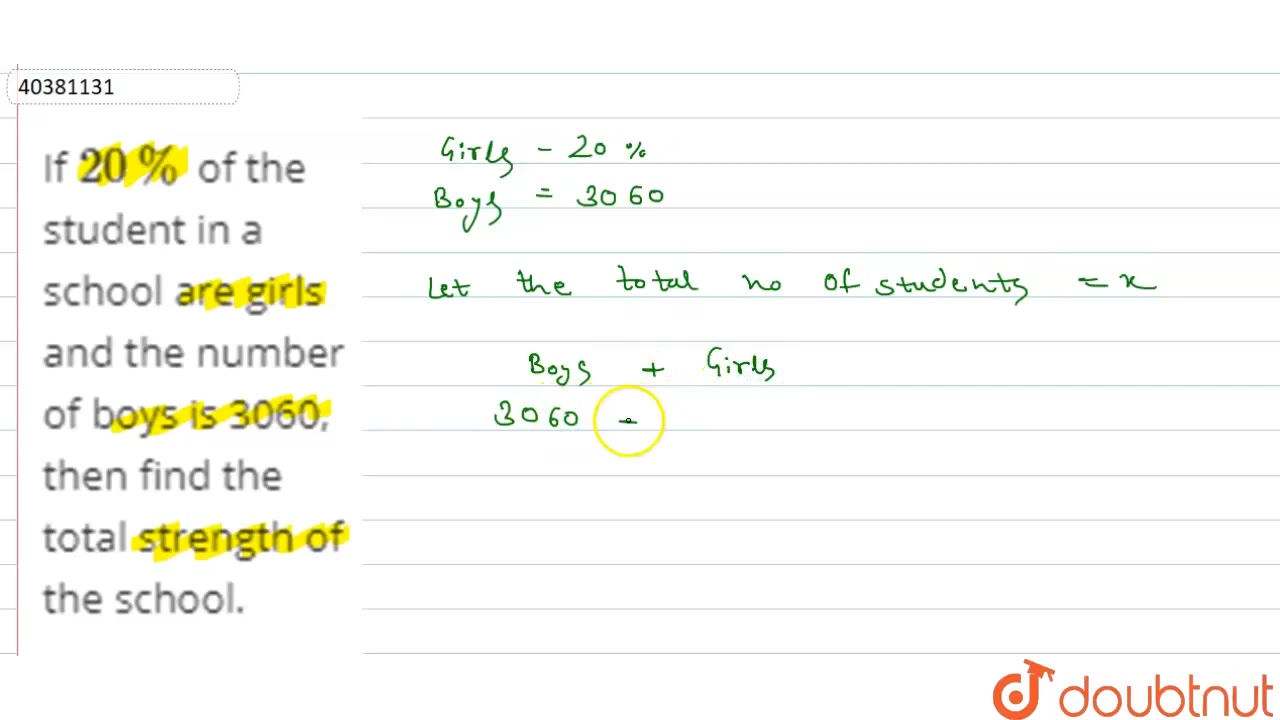 40381131
If 20% of the
student in a
school are girls
and the number
of boys is 3060,
then find the
total strength of
the school.
Girls - 20 %
Boys = 3060
Let the total no of students = x
Boys + Girls
3060
doubtnut